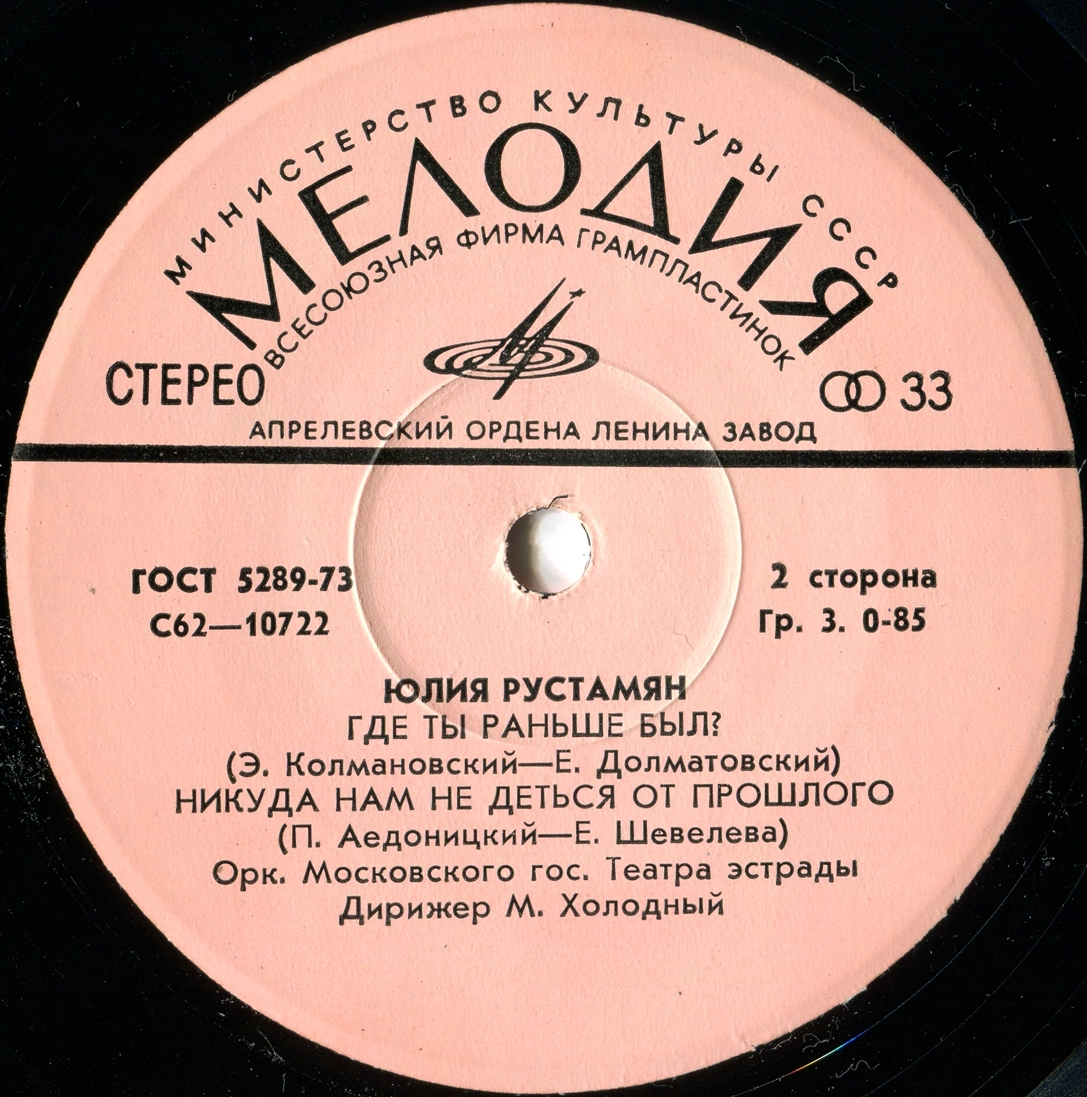 МИНИСТЕРСТВО КУЛЬТУРЫ СССР
МЕЛОДИЯ
ВСЕСОЮЗНАЯ ФИРМА ГРАМПЛАСТИНОК
СТЕРЕО
33
АПРЕЛЕВСКИЙ ОРДЕНА ЛЕНИНА ЗАВОД
ГОСТ 5289-73
2 сторона
С62—10722
Гр. 3. 0-85
ЮЛИЯ РУСТАМЯН
ГДЕ ТЫ РАНЬШЕ БЫЛ?
(Э. Колмановский—Е. Долматовский)
НИКУДА НАМ НЕ ДЕТЬСЯ ОТ ПРОШЛОГО
(П. Аедоницкий—Е. Шевелева)
Орк. Московского гос. Театра эстрады
Дирижер М. Холодный